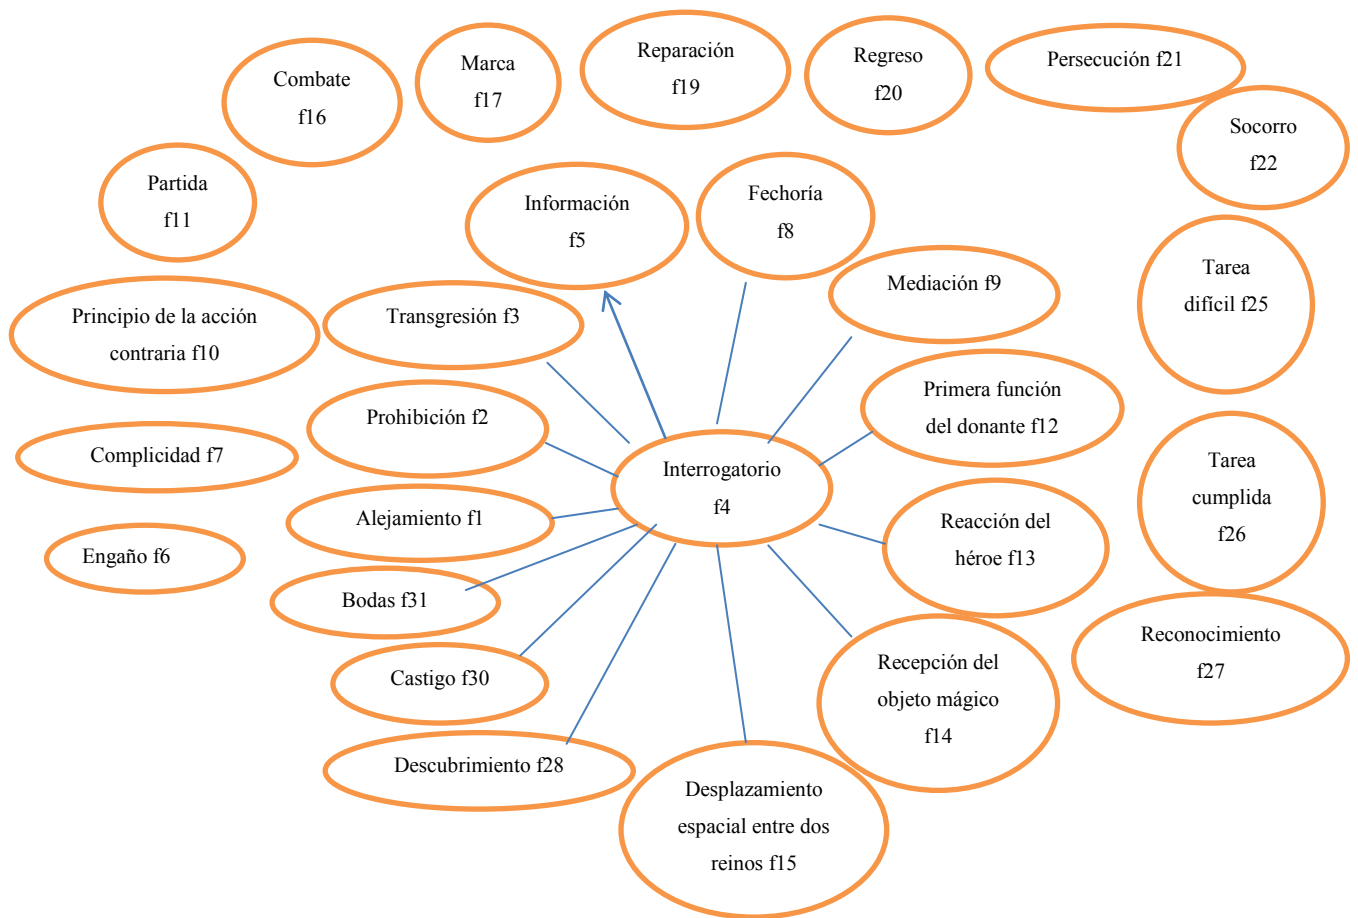 Combate
f16
Marca
f17
Reparación
f19
Regreso
f20
Persecución f21
Socorro
f22
Partida
f11
Información
f5
Fechoría
f8
Mediación f9
Tarea
difícil f25
Principio de la acción
contraria f10
Transgresión f3
Primera función
del donante f12
Prohibición f2
Complicidad f7
Interrogatorio
f4
Tarea
cumplida
f26
Alejamiento f1
Reacción del
héroe f13
Engaño f6
Bodas f31
Castigo f30
Recepción del
objeto mágico
f14
Reconocimiento
f27
Descubrimiento f28
Desplazamiento
espacial entre dos
reinos f15